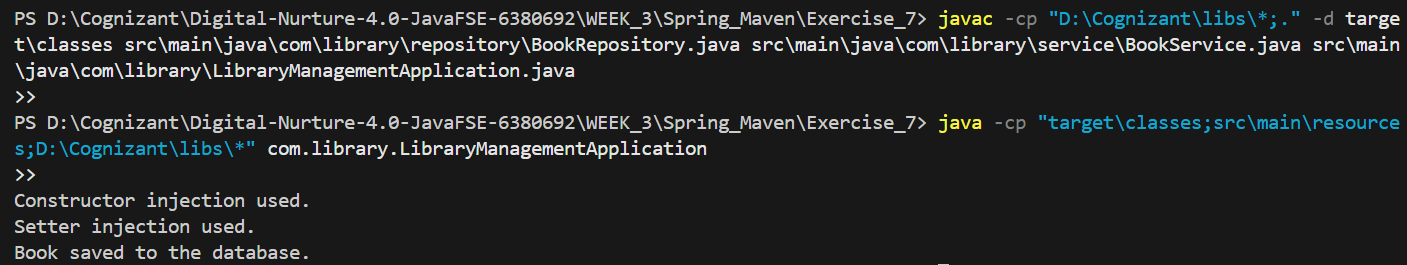 PS D:\Cognizant\Digital-Nurture-4.0-JavaFSE-6380692\WEEK_3\Spring_Maven\Exercise_7> javac -cp "D:\Cognizant\libs\*;." -d targe
t\classes src\main\java\com\library\repository\BookRepository.java src\main\java\com\library\service\BookService.java src\main
\java\com\library\LibraryManagementApplication.java
>>
PS D:\Cognizant\Digital-Nurture-4.0-JavaFSE-6380692\WEEK_3\Spring_Maven\Exercise_7> java -cp "target\classes;src\main\resource
s;D:\Cognizant\libs\*" com.library.LibraryManagementApplication
>>
Constructor injection used.
Setter injection used.
Book saved to the database.